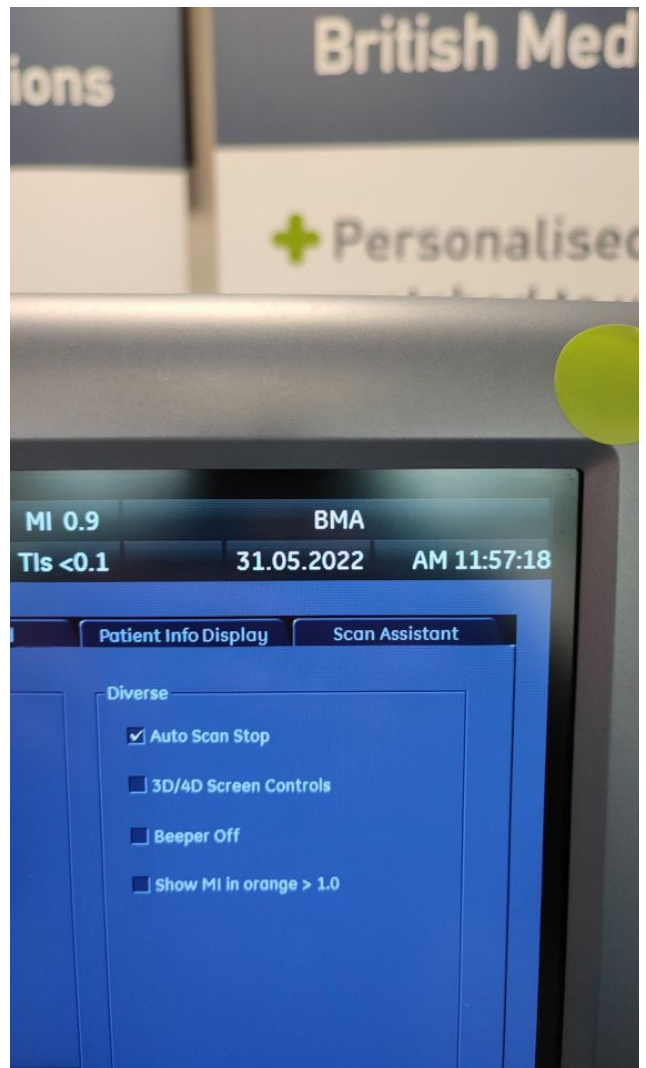 ions
British Med
Personalised
MI 0.9
BMA
TIs <0.1
31.05.2022
AM 11:57:18
Patient Info Display
Scan Assistant
Diverse
Auto Scan Stop
3D/4D Screen Controls
Beeper Off
Show MI in orange > 1.0